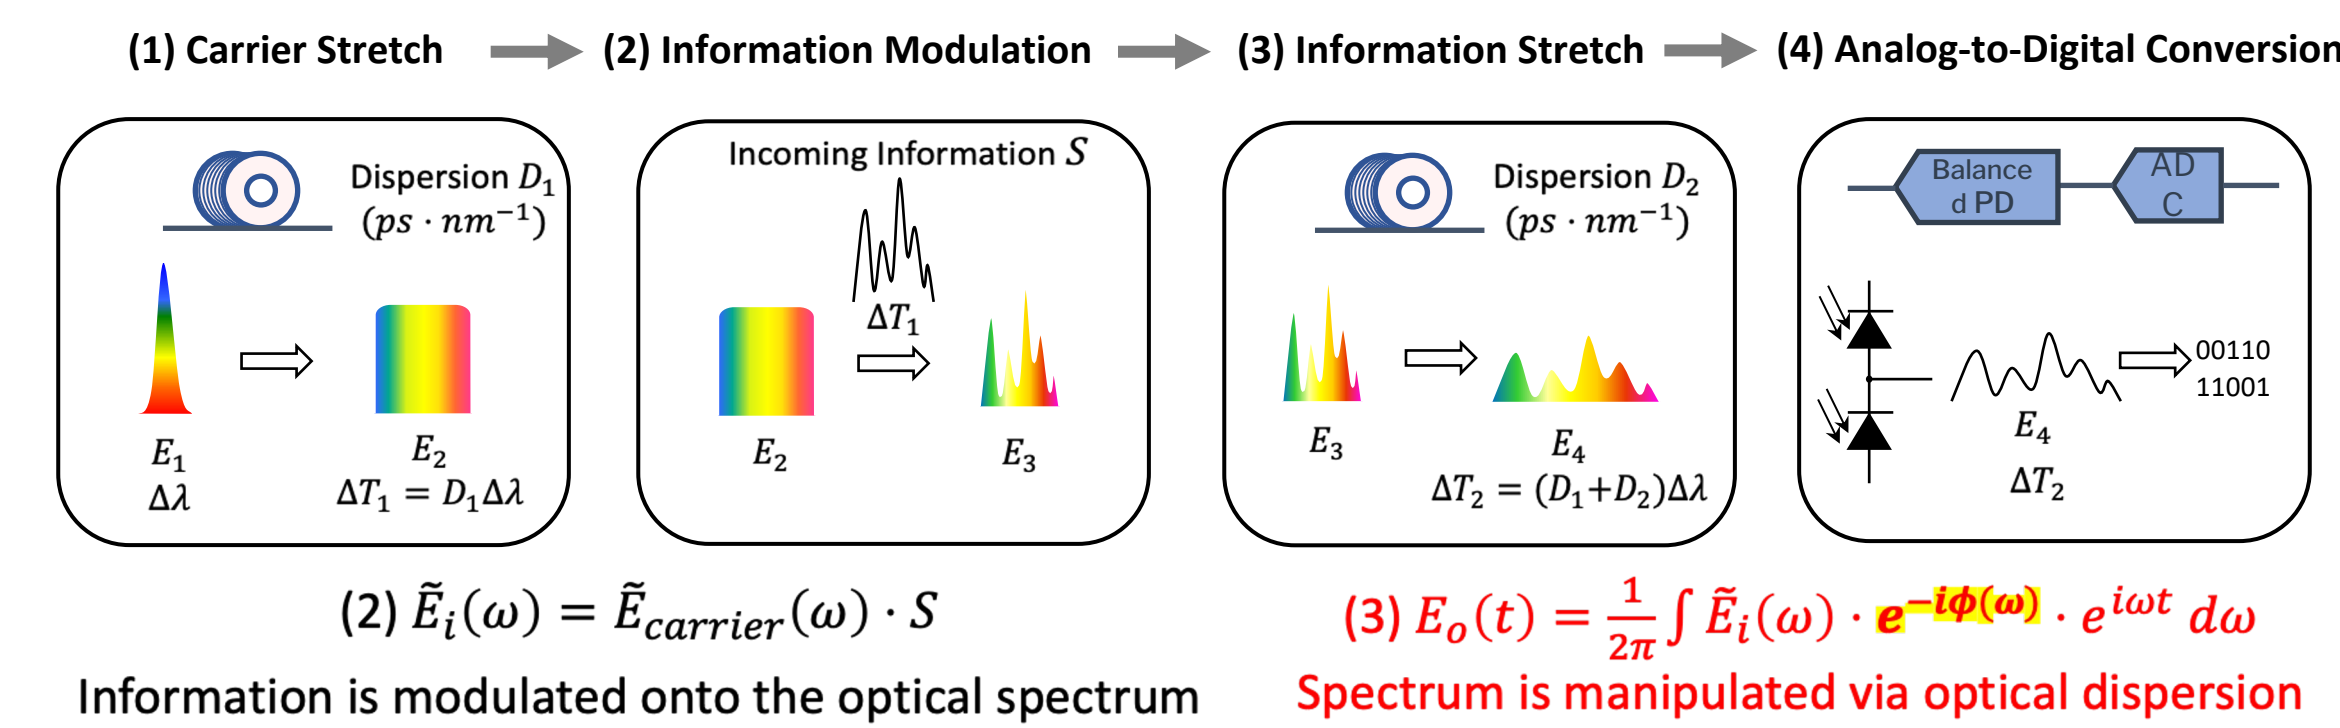 (1) Carrier Stretch
(2) Information Modulation
(3) Information Stretch
(4) Analog-to-Digital Conversion
Dispersion D₁
(ps · nm⁻¹)
E₁
Δλ
E₂
ΔT₁ = D₁Δλ
Incoming Information S
ΔT₁
E₂
E₃
Dispersion D₂
(ps · nm⁻¹)
E₃
E₄
ΔT₂ = (D₁+D₂)Δλ
Balance
d PD
AD
C
00110
11001
E₄
ΔT₂
(2) Ẽᵢ(ω) = Ẽ_carrier(ω) · S
Information is modulated onto the optical spectrum
(3) Eₒ(t) = 1/2π ∫ Ẽᵢ(ω) · e^{−iϕ(ω)} · e^{iωt} dω
Spectrum is manipulated via optical dispersion